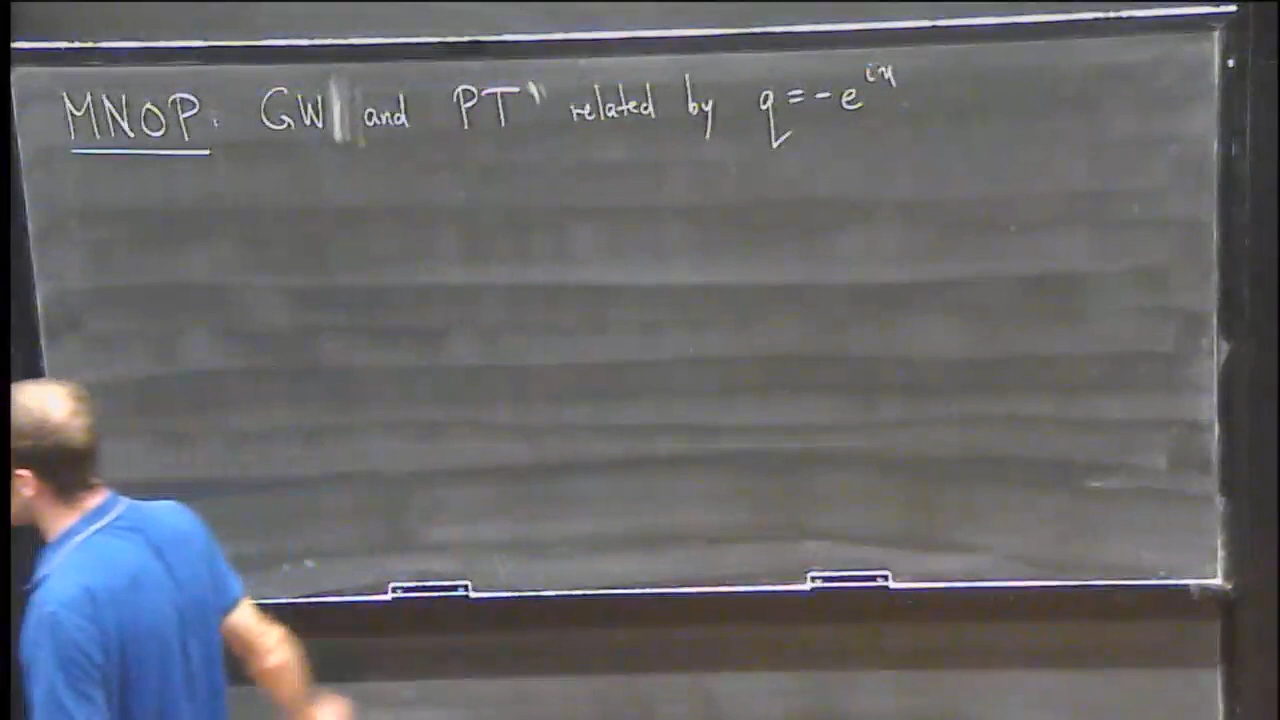 MNOP: GW and PT" related by q = -e^{iu}